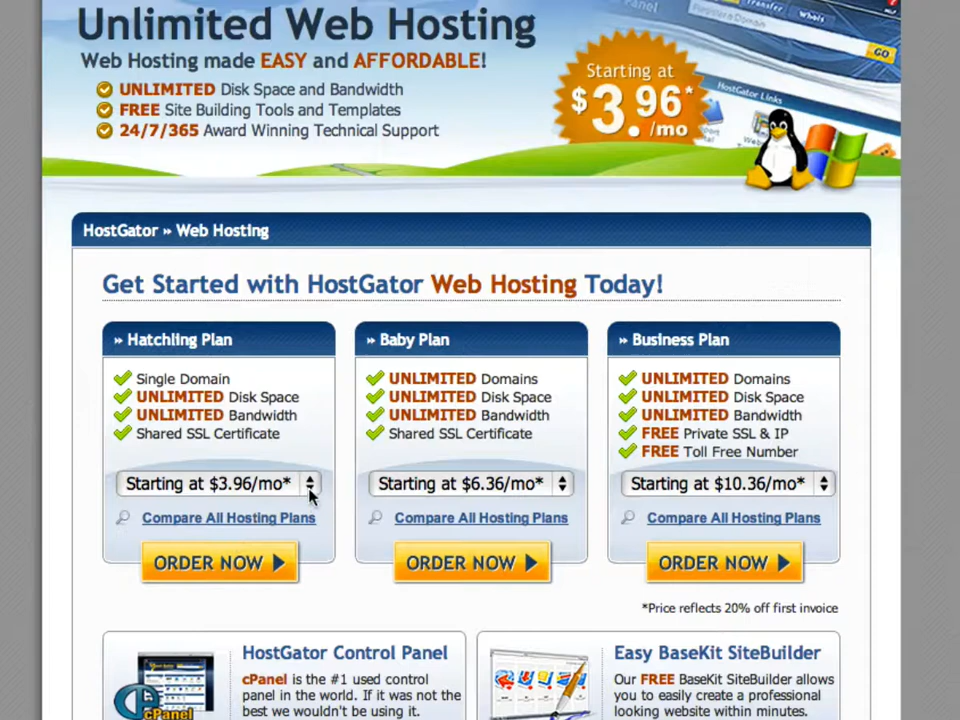 Panel
Transfer
Whois
GO
Unlimited Web Hosting
Web Hosting made EASY and AFFORDABLE!
UNLIMITED Disk Space and Bandwidth
FREE Site Building Tools and Templates
24/7/365 Award Winning Technical Support
Starting at
$3.96*
/mo
HostGator Links
HostGator » Web Hosting
Get Started with HostGator Web Hosting Today!
» Hatchling Plan
Single Domain
UNLIMITED Disk Space
UNLIMITED Bandwidth
Shared SSL Certificate
Starting at $3.96/mo*
Compare All Hosting Plans
ORDER NOW
» Baby Plan
UNLIMITED Domains
UNLIMITED Disk Space
UNLIMITED Bandwidth
Shared SSL Certificate
Starting at $6.36/mo*
Compare All Hosting Plans
ORDER NOW
» Business Plan
UNLIMITED Domains
UNLIMITED Disk Space
UNLIMITED Bandwidth
FREE Private SSL & IP
FREE Toll Free Number
Starting at $10.36/mo*
Compare All Hosting Plans
ORDER NOW
*Price reflects 20% off first invoice
HostGator Control Panel
cPanel is the #1 used control
panel in the world. If it was not the
best we wouldn't be using it.
cPanel
Easy BaseKit SiteBuilder
Our FREE BaseKit SiteBuilder allows
you to easily create a professional
looking website within minutes.